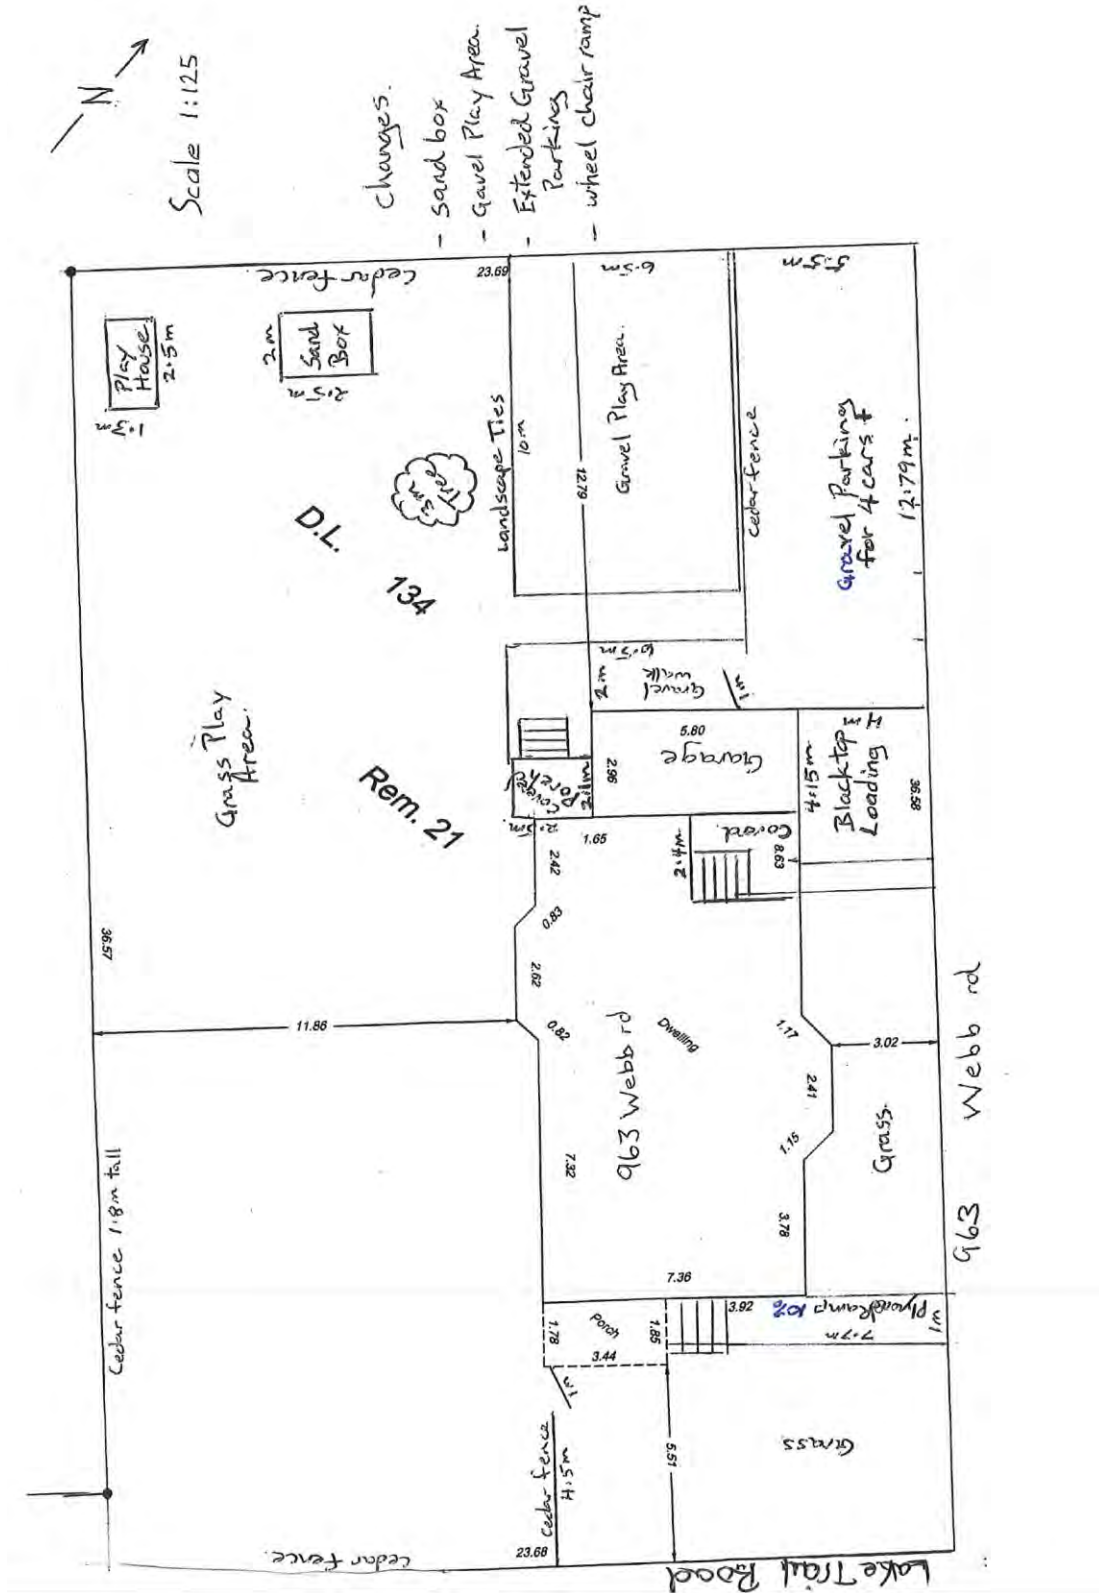 N
Scale 1:125
Changes.
- Sand box
- Gavel Play Area.
- Extended Gravel
Parking
- wheel chair ramp
Cedar fence.
23.69
6.5m
5.5m
Play
House
2.5m
1.3m
Sand
Box
2m
2.5m
Tree
3m
Landscape Ties
10m
12.79
Gravel Play Area.
Cedar fence
Gravel Parking
for 4 cars +
12.79m.
D.L.
134
Rem. 21
Grass Play
Area.
6.5m
2m
Gravel
walk
1m
5.80
Garage
2.96
Covered
Porch
2.1m
2.5m
4m
4.15m
Blacktop
Loading
36.58
1.65
2.42
0.83
2.62
0.82
7.32
2.4m
Coverd.
8.63
36.57
11.86
963 Webb rd
Dwelling
1.17
3.02
2.41
1.15
3.78
Grass.
963 Webb rd
7.36
Cedar fence 1.8m tall
1.78
Porch
1.85
3.44
3.92
Ramp 10%
7.7m
1m
1m
Cedar fence
4.5m
5.51
Grass
Cedar fence.
23.68
Lake Trail Road